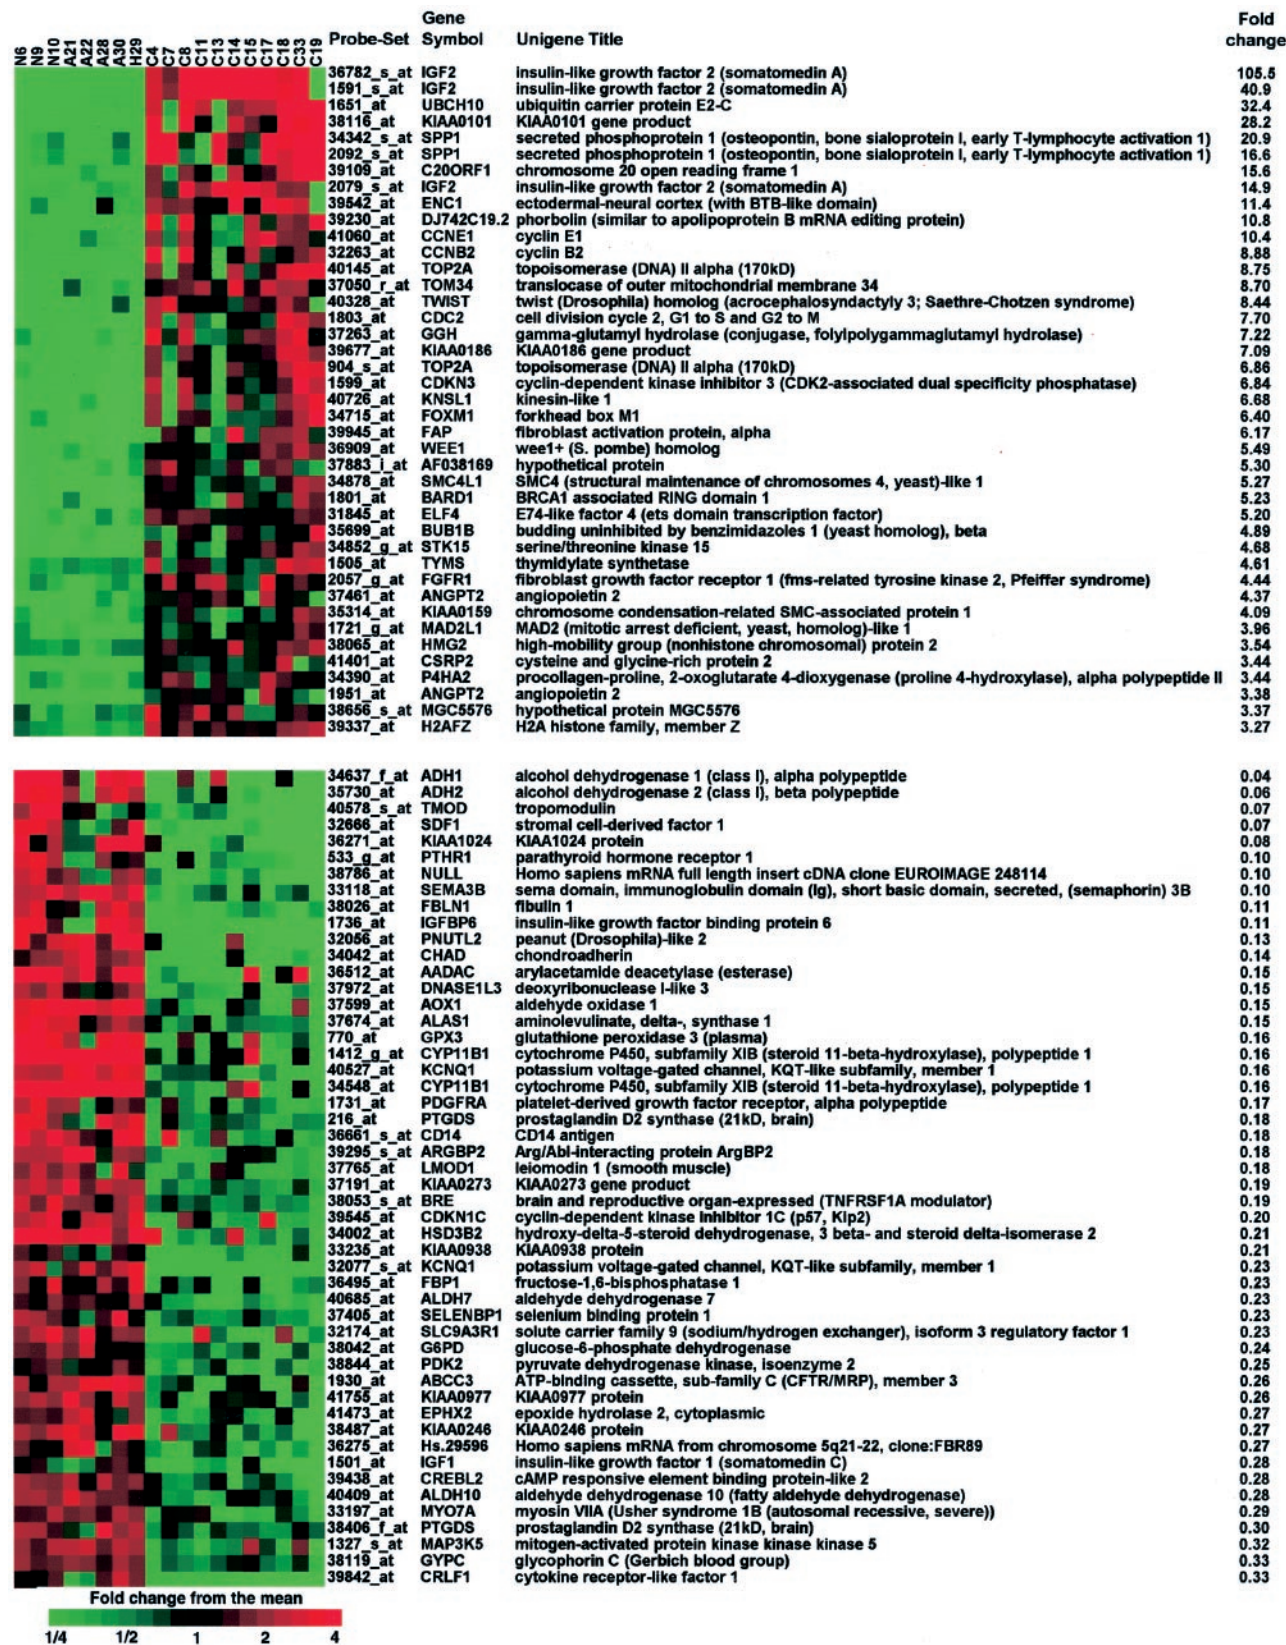 Gene Fold
N6 N9 N10 A21 A22 A28 A30 H29 C4 C7 C8 C11 C13 C14 C15 C17 C18 C33 C19 Probe-Set Symbol Unigene Title change
36782_s_at IGF2 insulin-like growth factor 2 (somatomedin A) 105.5
1591_s_at IGF2 insulin-like growth factor 2 (somatomedin A) 40.9
1651_at UBCH10 ubiquitin carrier protein E2-C 32.4
38116_at KIAA0101 KIAA0101 gene product 28.2
34342_s_at SPP1 secreted phosphoprotein 1 (osteopontin, bone sialoprotein I, early T-lymphocyte activation 1) 20.9
2092_s_at SPP1 secreted phosphoprotein 1 (osteopontin, bone sialoprotein I, early T-lymphocyte activation 1) 16.6
39109_at C20ORF1 chromosome 20 open reading frame 1 15.6
2079_s_at IGF2 insulin-like growth factor 2 (somatomedin A) 14.9
39542_at ENC1 ectodermal-neural cortex (with BTB-like domain) 11.4
39230_at DJ742C19.2 phorbolin (similar to apolipoprotein B mRNA editing protein) 10.8
41060_at CCNE1 cyclin E1 10.4
32263_at CCNB2 cyclin B2 8.88
40145_at TOP2A topoisomerase (DNA) II alpha (170kD) 8.75
37050_r_at TOM34 translocase of outer mitochondrial membrane 34 8.70
40328_at TWIST twist (Drosophila) homolog (acrocephalosyndactyly 3; Saethre-Chotzen syndrome) 8.44
1803_at CDC2 cell division cycle 2, G1 to S and G2 to M 7.70
37263_at GGH gamma-glutamyl hydrolase (conjugase, folylpolygammaglutamyl hydrolase) 7.22
39677_at KIAA0186 KIAA0186 gene product 7.09
904_s_at TOP2A topoisomerase (DNA) II alpha (170kD) 6.86
1599_at CDKN3 cyclin-dependent kinase inhibitor 3 (CDK2-associated dual specificity phosphatase) 6.84
40726_at KNSL1 kinesin-like 1 6.68
34715_at FOXM1 forkhead box M1 6.40
39945_at FAP fibroblast activation protein, alpha 6.17
36909_at WEE1 wee1+ (S. pombe) homolog 5.49
37883_i_at AF038169 hypothetical protein 5.30
34878_at SMC4L1 SMC4 (structural maintenance of chromosomes 4, yeast)-like 1 5.27
1801_at BARD1 BRCA1 associated RING domain 1 5.23
31845_at ELF4 E74-like factor 4 (ets domain transcription factor) 5.20
35699_at BUB1B budding uninhibited by benzimidazoles 1 (yeast homolog), beta 4.89
34852_g_at STK15 serine/threonine kinase 15 4.68
1505_at TYMS thymidylate synthetase 4.61
2057_g_at FGFR1 fibroblast growth factor receptor 1 (fms-related tyrosine kinase 2, Pfeiffer syndrome) 4.44
37461_at ANGPT2 angiopoietin 2 4.37
35314_at KIAA0159 chromosome condensation-related SMC-associated protein 1 4.09
1721_g_at MAD2L1 MAD2 (mitotic arrest deficient, yeast, homolog)-like 1 3.96
38065_at HMG2 high-mobility group (nonhistone chromosomal) protein 2 3.54
41401_at CSRP2 cysteine and glycine-rich protein 2 3.44
34390_at P4HA2 procollagen-proline, 2-oxoglutarate 4-dioxygenase (proline 4-hydroxylase), alpha polypeptide II 3.44
1951_at ANGPT2 angiopoietin 2 3.38
38656_s_at MGC5576 hypothetical protein MGC5576 3.37
39337_at H2AFZ H2A histone family, member Z 3.27
34637_f_at ADH1 alcohol dehydrogenase 1 (class I), alpha polypeptide 0.04
35730_at ADH2 alcohol dehydrogenase 2 (class I), beta polypeptide 0.06
40578_s_at TMOD tropomodulin 0.07
32666_at SDF1 stromal cell-derived factor 1 0.07
36271_at KIAA1024 KIAA1024 protein 0.08
533_g_at PTHR1 parathyroid hormone receptor 1 0.10
38786_at NULL Homo sapiens mRNA full length insert cDNA clone EUROIMAGE 248114 0.10
33118_at SEMA3B sema domain, immunoglobulin domain (Ig), short basic domain, secreted, (semaphorin) 3B 0.10
38026_at FBLN1 fibulin 1 0.11
1736_at IGFBP6 insulin-like growth factor binding protein 6 0.11
32056_at PNUTL2 peanut (Drosophila)-like 2 0.13
34042_at CHAD chondroadherin 0.14
36512_at AADAC arylacetamide deacetylase (esterase) 0.15
37972_at DNASE1L3 deoxyribonuclease I-like 3 0.15
37599_at AOX1 aldehyde oxidase 1 0.15
37674_at ALAS1 aminolevulinate, delta-, synthase 1 0.15
770_at GPX3 glutathione peroxidase 3 (plasma) 0.16
1412_g_at CYP11B1 cytochrome P450, subfamily XIB (steroid 11-beta-hydroxylase), polypeptide 1 0.16
40527_at KCNQ1 potassium voltage-gated channel, KQT-like subfamily, member 1 0.16
34548_at CYP11B1 cytochrome P450, subfamily XIB (steroid 11-beta-hydroxylase), polypeptide 1 0.16
1731_at PDGFRA platelet-derived growth factor receptor, alpha polypeptide 0.17
216_at PTGDS prostaglandin D2 synthase (21kD, brain) 0.18
36661_s_at CD14 CD14 antigen 0.18
39295_s_at ARGBP2 Arg/Abl-interacting protein ArgBP2 0.18
37765_at LMOD1 leiomodin 1 (smooth muscle) 0.18
37191_at KIAA0273 KIAA0273 gene product 0.19
38053_s_at BRE brain and reproductive organ-expressed (TNFRSF1A modulator) 0.19
39545_at CDKN1C cyclin-dependent kinase inhibitor 1C (p57, Kip2) 0.20
34002_at HSD3B2 hydroxy-delta-5-steroid dehydrogenase, 3 beta- and steroid delta-isomerase 2 0.21
33235_at KIAA0938 KIAA0938 protein 0.21
32077_s_at KCNQ1 potassium voltage-gated channel, KQT-like subfamily, member 1 0.23
36495_at FBP1 fructose-1,6-bisphosphatase 1 0.23
40685_at ALDH7 aldehyde dehydrogenase 7 0.23
37405_at SELENBP1 selenium binding protein 1 0.23
32174_at SLC9A3R1 solute carrier family 9 (sodium/hydrogen exchanger), isoform 3 regulatory factor 1 0.23
38042_at G6PD glucose-6-phosphate dehydrogenase 0.24
38844_at PDK2 pyruvate dehydrogenase kinase, isoenzyme 2 0.25
1930_at ABCC3 ATP-binding cassette, sub-family C (CFTR/MRP), member 3 0.26
41755_at KIAA0977 KIAA0977 protein 0.26
41473_at EPHX2 epoxide hydrolase 2, cytoplasmic 0.27
38487_at KIAA0246 KIAA0246 protein 0.27
36275_at Hs.29596 Homo sapiens mRNA from chromosome 5q21-22, clone:FBR89 0.27
1501_at IGF1 insulin-like growth factor 1 (somatomedin C) 0.28
39438_at CREBL2 cAMP responsive element binding protein-like 2 0.28
40409_at ALDH10 aldehyde dehydrogenase 10 (fatty aldehyde dehydrogenase) 0.28
33197_at MYO7A myosin VIIA (Usher syndrome 1B (autosomal recessive, severe)) 0.29
38406_f_at PTGDS prostaglandin D2 synthase (21kD, brain) 0.30
1327_s_at MAP3K5 mitogen-activated protein kinase kinase kinase 5 0.32
38119_at GYPC glycophorin C (Gerbich blood group) 0.33
39842_at CRLF1 cytokine receptor-like factor 1 0.33
Fold change from the mean
1/4 1/2 1 2 4